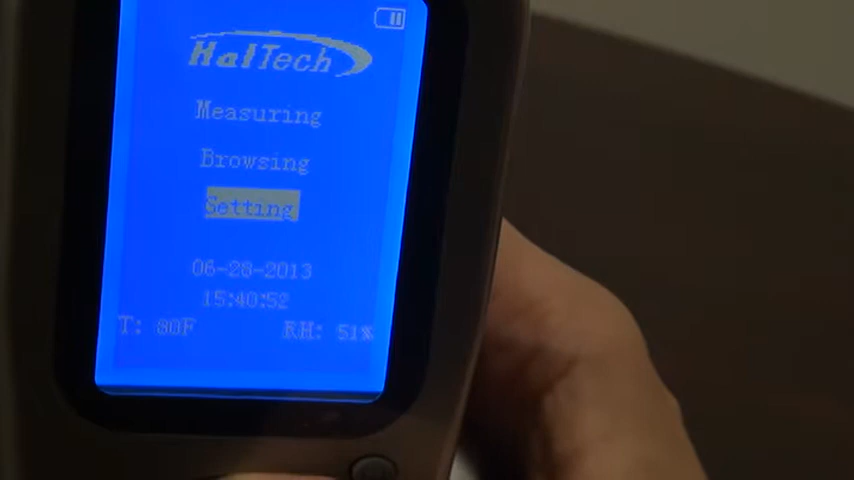 HalTech
Measuring
Browsing
Setting
06-28-2013
15:40:52
T: 80F RH: 51%